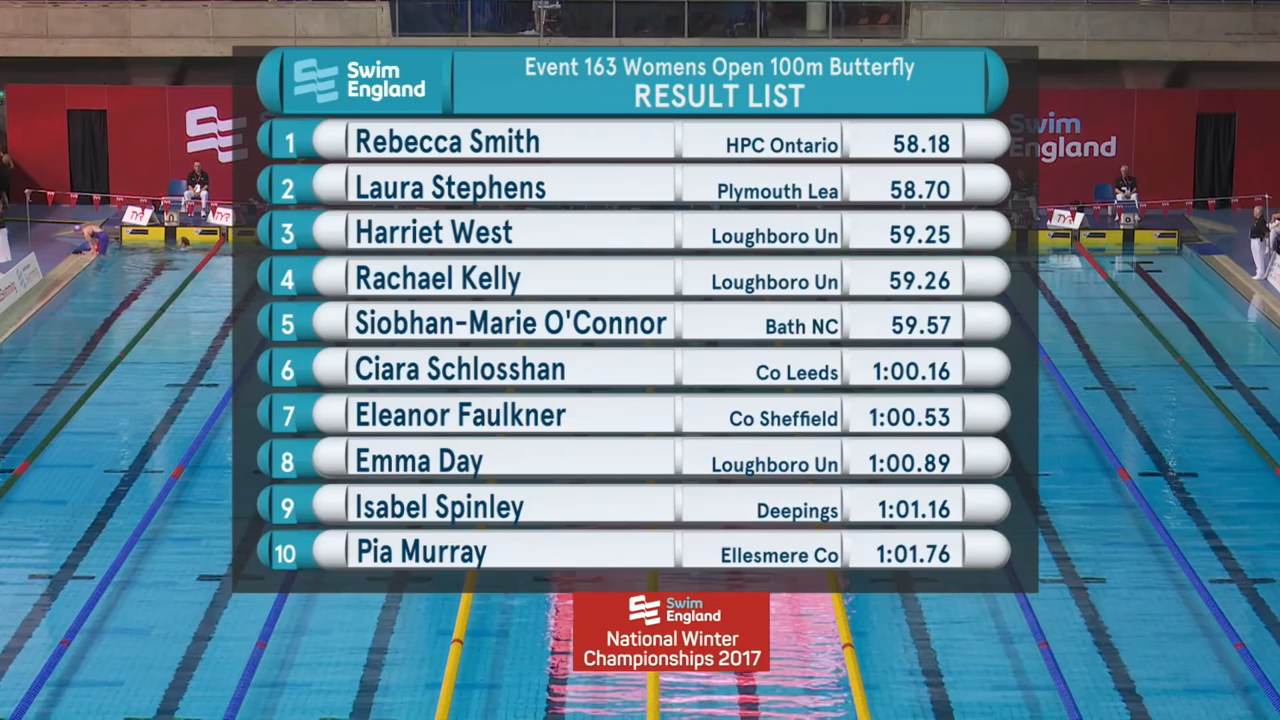 Swim
England
Event 163 Womens Open 100m Butterfly
RESULT LIST
1 Rebecca Smith HPC Ontario 58.18
2 Laura Stephens Plymouth Lea 58.70
3 Harriet West Loughboro Un 59.25
4 Rachael Kelly Loughboro Un 59.26
5 Siobhan-Marie O'Connor Bath NC 59.57
6 Ciara Schlosshan Co Leeds 1:00.16
7 Eleanor Faulkner Co Sheffield 1:00.53
8 Emma Day Loughboro Un 1:00.89
9 Isabel Spinley Deepings 1:01.16
10 Pia Murray Ellesmere Co 1:01.76
Swim
England
TYR
TYR
TYR
Swim
England
National Winter
Championships 2017